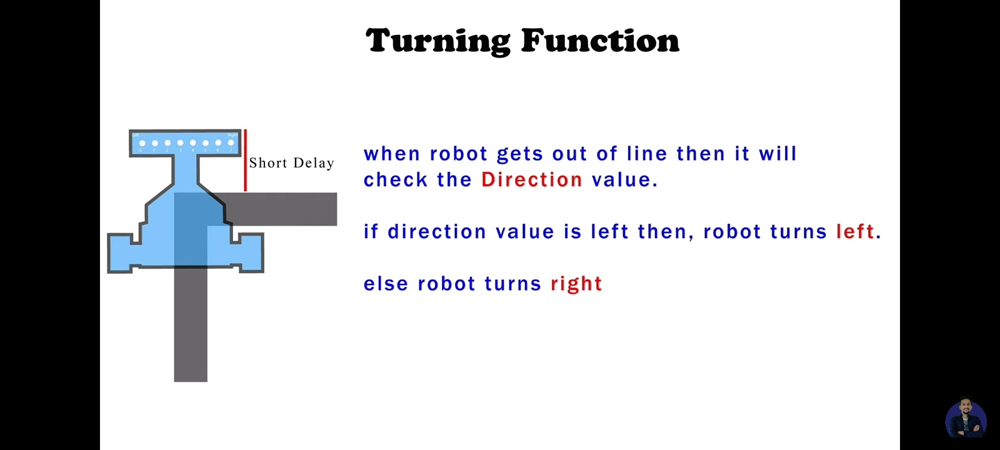 Turning Function
Left Right
0 1 2 3 4 5 6 7
Short Delay
when robot gets out of line then it will
check the Direction value.
if direction value is left then, robot turns left.
else robot turns right